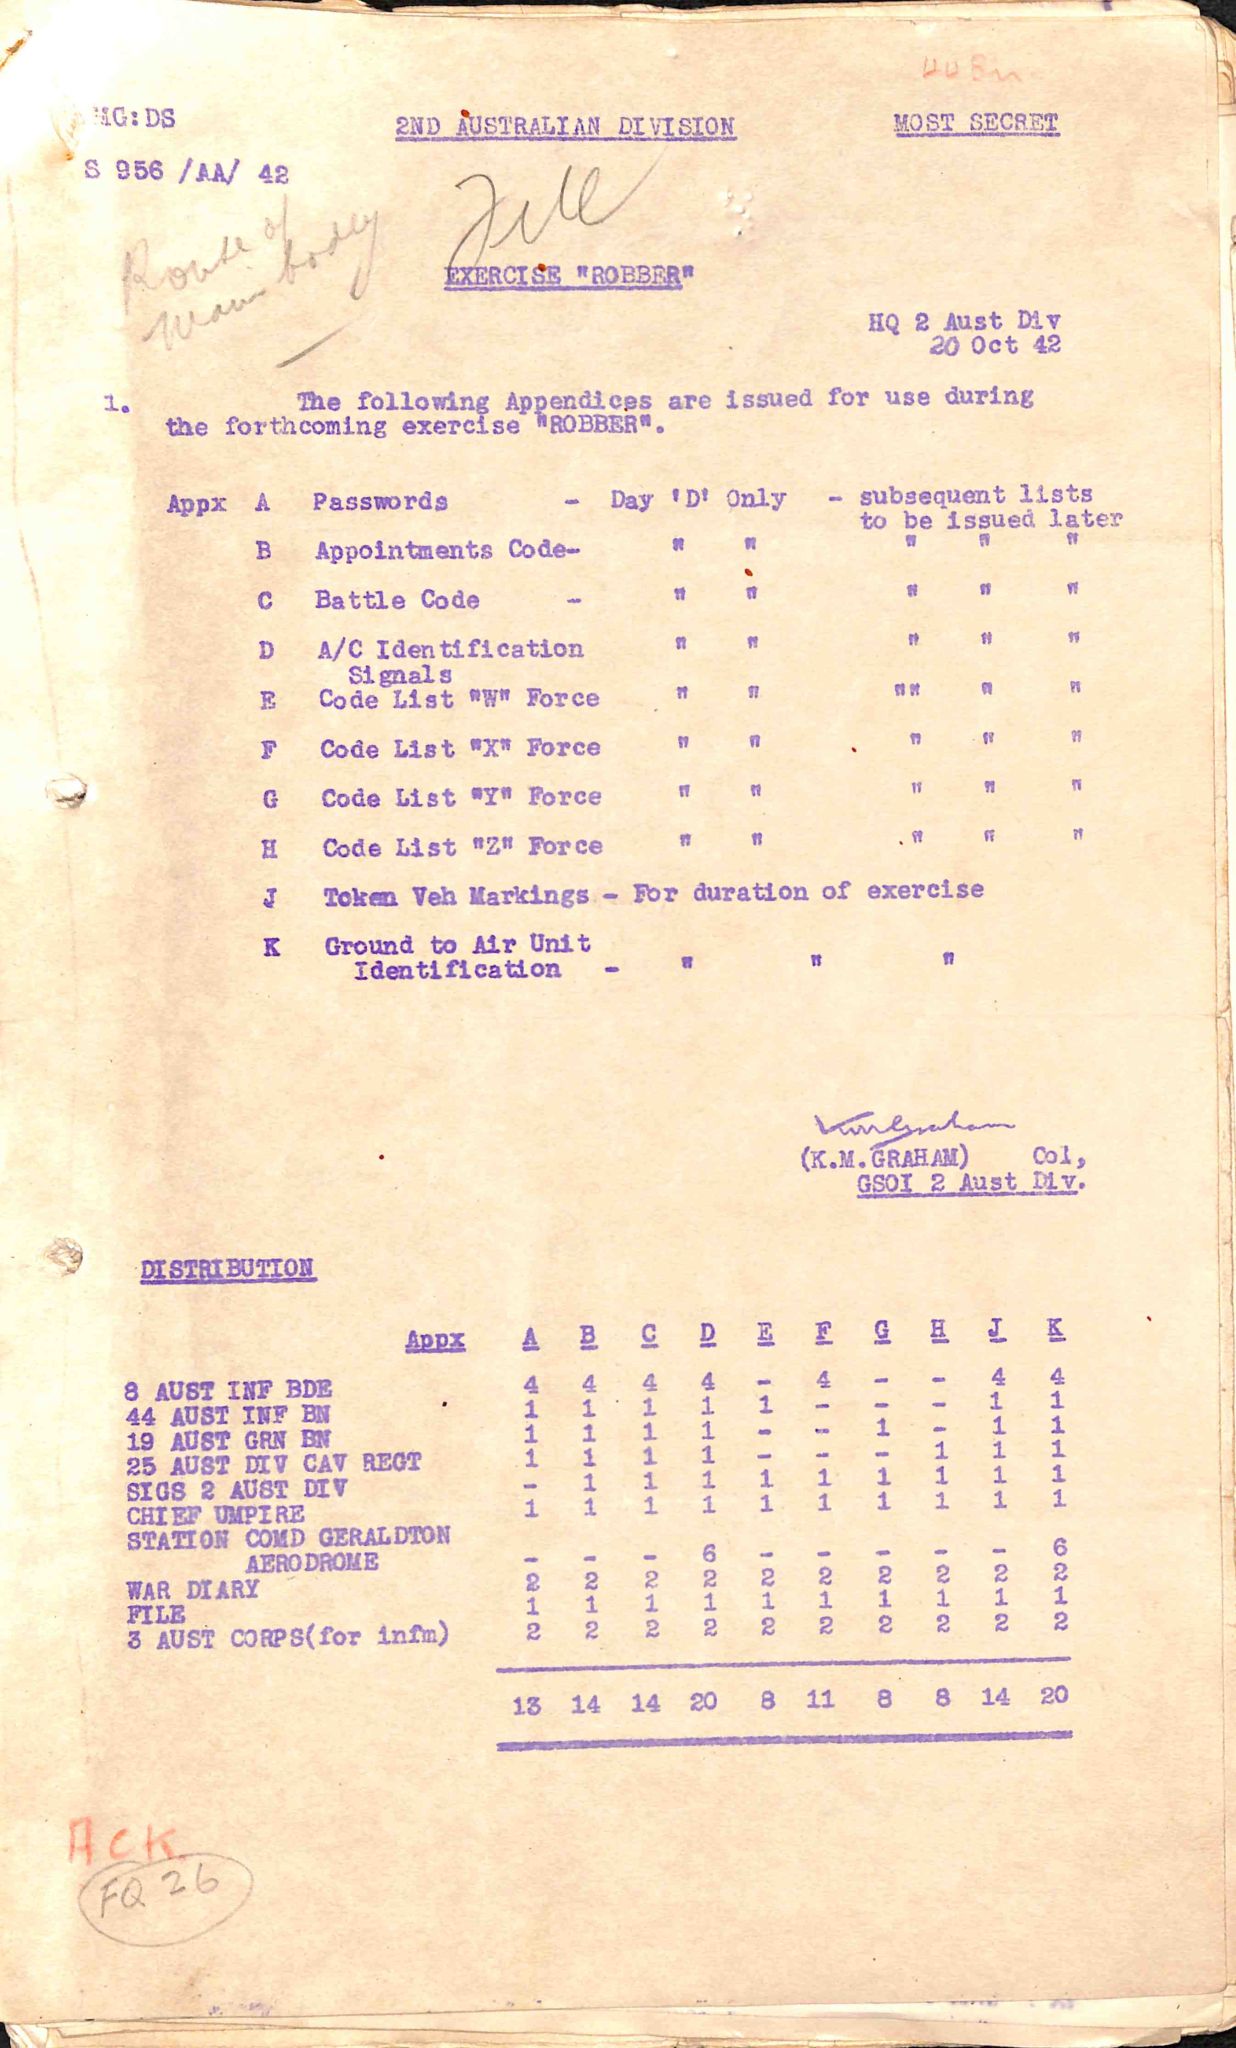 44 Bn
MG:DS
2ND AUSTRALIAN DIVISION
MOST SECRET
S 956 /AA/ 42
File
Route of
main body
EXERCISE "ROBBER"
HQ 2 Aust Div
20 Oct 42
1. The following Appendices are issued for use during
the forthcoming exercise "ROBBER".
Appx A Passwords - Day 'D' Only - subsequent lists
to be issued later
B Appointments Code- " " " " "
C Battle Code - " " " " "
D A/C Identification " " " " "
Signals
E Code List "W" Force " " "" " "
F Code List "X" Force " " " " "
G Code List "Y" Force " " " " "
H Code List "Z" Force " " " " "
J Token Veh Markings - For duration of exercise
K Ground to Air Unit
Identification - " " "
(K.M.GRAHAM) Col,
GSOI 2 Aust Div.
DISTRIBUTION
Appx A B C D E F G H J K
8 AUST INF BDE 4 4 4 4 - 4 - - 4 4
44 AUST INF BN 1 1 1 1 1 - - - 1 1
19 AUST GRN BN 1 1 1 1 - - 1 - 1 1
25 AUST DIV CAV REGT 1 1 1 1 - - - 1 1 1
SIGS 2 AUST DIV - 1 1 1 1 1 1 1 1 1
CHIEF UMPIRE 1 1 1 1 1 1 1 1 1 1
STATION COMD GERALDTON
AERODROME - - - 6 - - - - - 6
WAR DIARY 2 2 2 2 2 2 2 2 2 2
FILE 1 1 1 1 1 1 1 1 1 1
3 AUST CORPS(for infm) 2 2 2 2 2 2 2 2 2 2
13 14 14 20 8 11 8 8 14 20
ACK
FQ 26